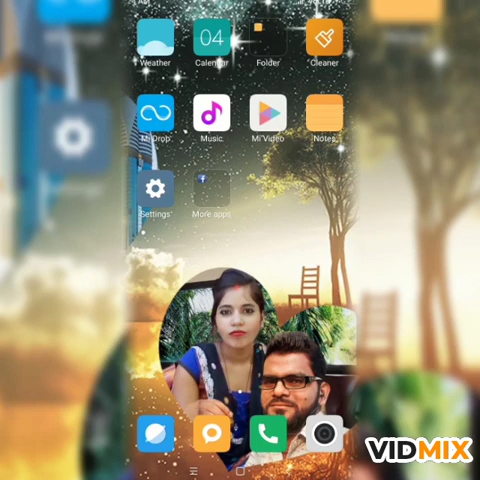 Weather
04
Calendar
Folder
Cleaner
Mi Drop
Music
Mi Video
Notes
Settings
More apps
VIDMIX